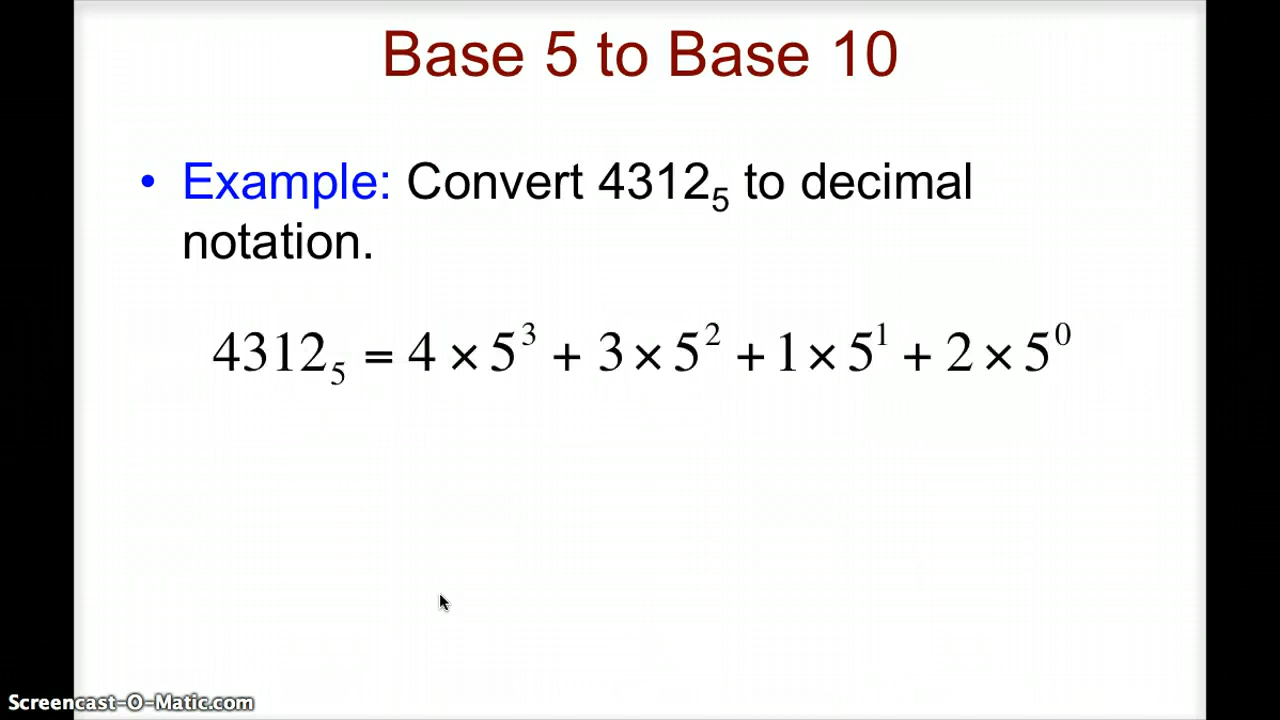 Base 5 to Base 10
• Example: Convert 4312₅ to decimal
notation.
4312₅ = 4 × 5³ + 3 × 5² + 1 × 5¹ + 2 × 5⁰
Screencast-O-Matic.com